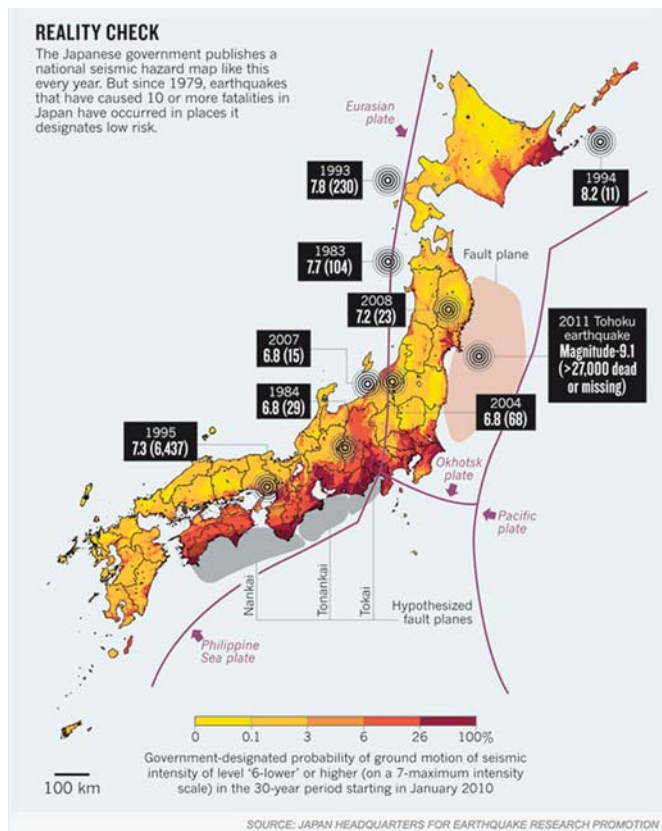 REALITY CHECK
The Japanese government publishes a
national seismic hazard map like this
every year. But since 1979, earthquakes
that have caused 10 or more fatalities in
Japan have occurred in places it
designates low risk.
Eurasian
plate
1993
7.8 (230)
1994
8.2 (11)
1983
7.7 (104)
Fault plane
2008
7.2 (23)
2011 Tohoku
earthquake
Magnitude-9.1
(>27,000 dead
or missing)
2007
6.8 (15)
1984
6.8 (29)
2004
6.8 (68)
1995
7.3 (6,437)
Okhotsk
plate
Pacific
plate
Nankai
Tonankai
Tokai
Hypothesized
fault planes
Philippine
Sea plate
0 0.1 3 6 26 100%
Government-designated probability of ground motion of seismic
intensity of level ‘6-lower’ or higher (on a 7-maximum intensity
scale) in the 30-year period starting in January 2010
100 km
SOURCE: JAPAN HEADQUARTERS FOR EARTHQUAKE RESEARCH PROMOTION